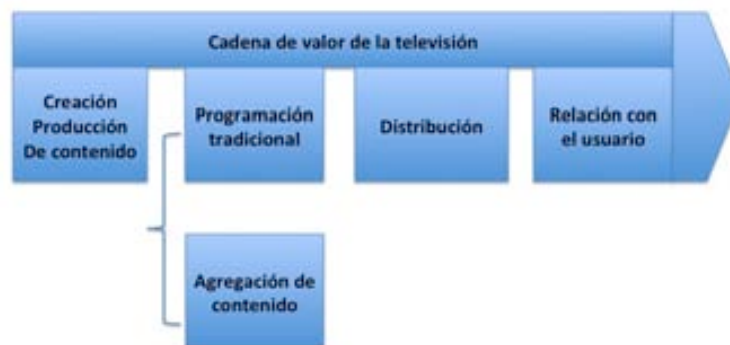 Cadena de valor de la televisión
Creación
Producción
De contenido
Programación
tradicional
Distribución
Relación con
el usuario
Agregación de
contenido